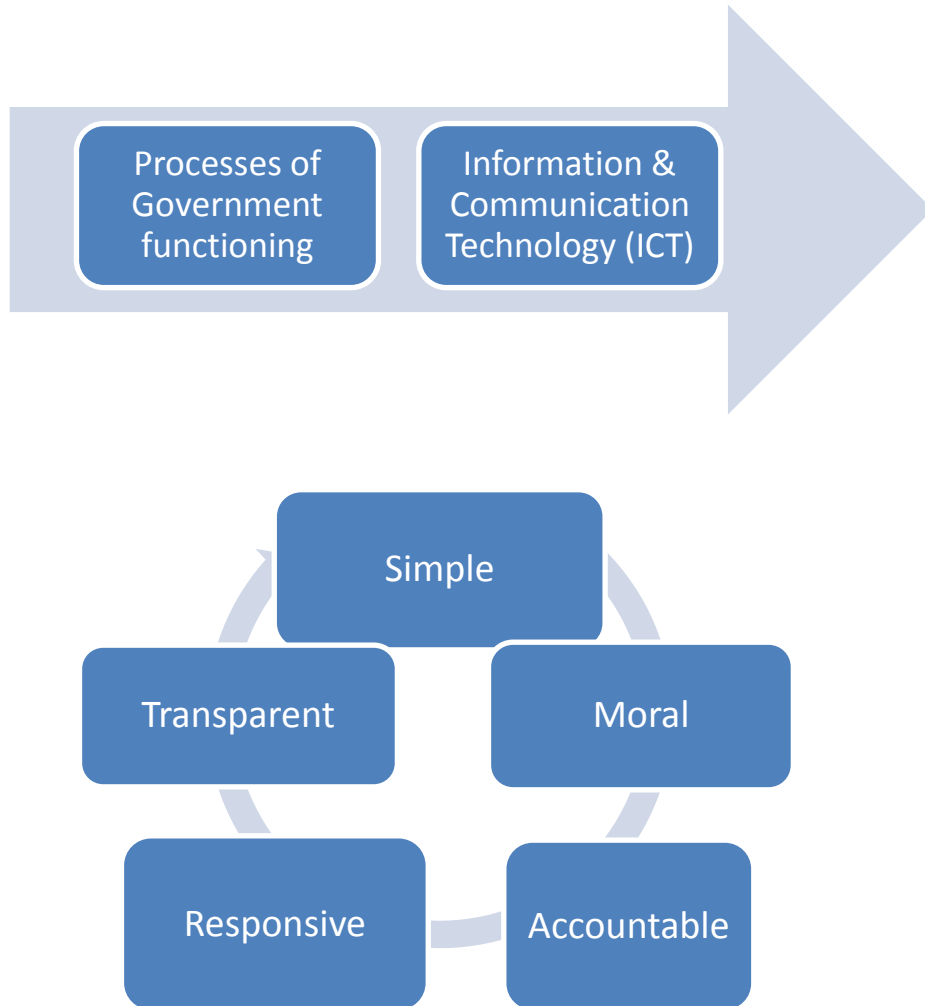 Processes of
Government
functioning
Information &
Communication
Technology (ICT)
Simple
Moral
Accountable
Responsive
Transparent